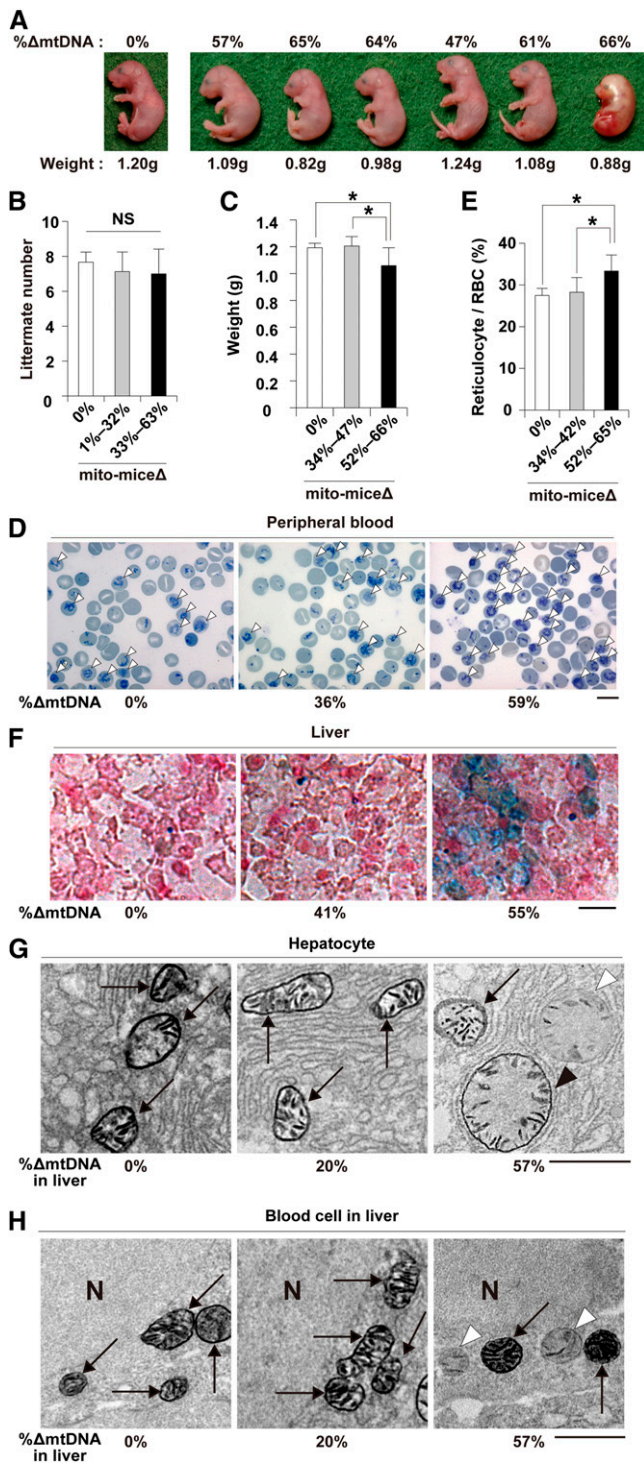 A
%ΔmtDNA : 0% 57% 65% 64% 47% 61% 66%
Weight : 1.20g 1.09g 0.82g 0.98g 1.24g 1.08g 0.88g
B
NS
Littermate number
10
8
6
4
2
0
0%
1%–32%
33%–63%
mito-miceΔ
C
*
*
Weight (g)
1.4
1.2
1.0
0.8
0.6
0.4
0.2
0
0%
34%–47%
52%–66%
mito-miceΔ
E
*
*
Reticulocyte / RBC (%)
40
30
20
10
0
0%
34%–42%
52%–65%
mito-miceΔ
D
Peripheral blood
%ΔmtDNA 0% 36% 59%
F
Liver
%ΔmtDNA 0% 41% 55%
G
Hepatocyte
%ΔmtDNA
in liver
0% 20% 57%
H
Blood cell in liver
N N N
%ΔmtDNA
in liver
0% 20% 57%